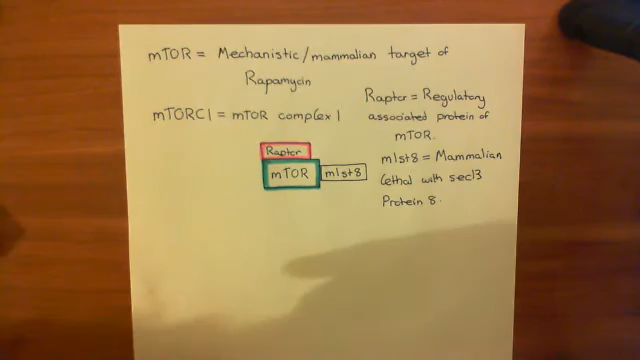 mTOR = Mechanistic/mammalian target of
Rapamycin
mTORC1 = mTOR complex 1
Raptor = Regulatory
associated protein of
mTOR.
Raptor
mTOR
mlst8
mlst8 = Mammalian
lethal with sec13
Protein 8.